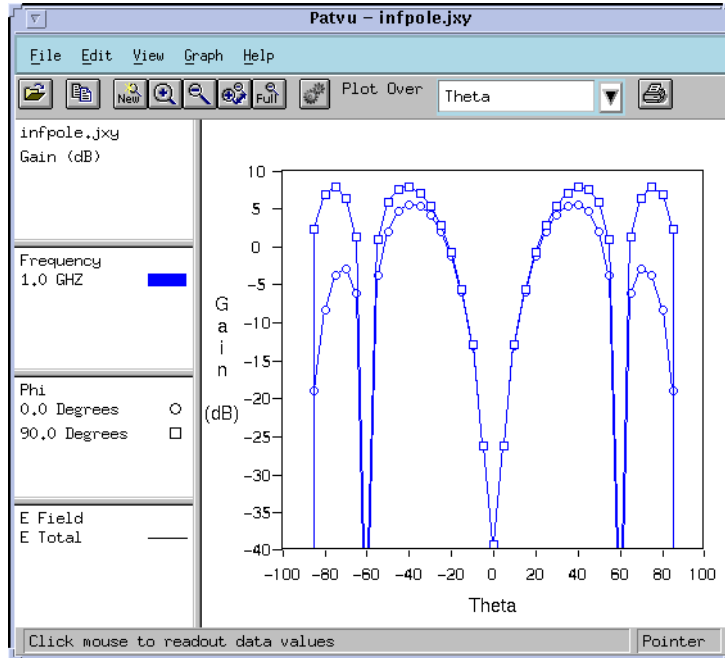 Patvu – infpole.jxy
File Edit View Graph Help
New Full Plot Over Theta
infpole.jxy
Gain (dB)
Frequency
1.0 GHZ
Phi
0.0 Degrees
90.0 Degrees
E Field
E Total
Gain
(dB)
10
5
0
−5
−10
−15
−20
−25
−30
−35
−40
−100 −80 −60 −40 −20 0 20 40 60 80 100
Theta
Click mouse to readout data values Pointer